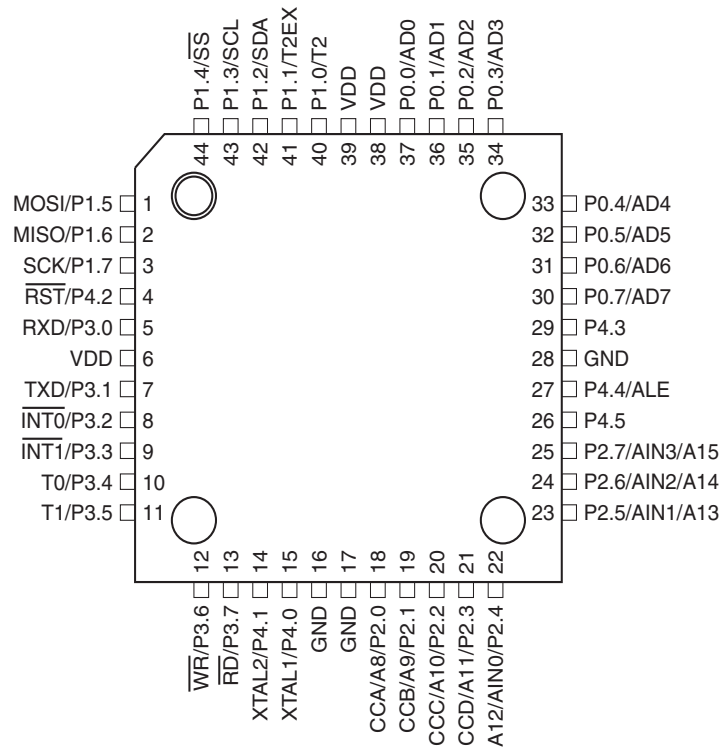 P1.4/S̅S̅
P1.3/SCL
P1.2/SDA
P1.1/T2EX
P1.0/T2
VDD
VDD
P0.0/AD0
P0.1/AD1
P0.2/AD2
P0.3/AD3
44
43
42
41
40
39
38
37
36
35
34
MOSI/P1.5 1
MISO/P1.6 2
SCK/P1.7 3
R̅S̅T̅/P4.2 4
RXD/P3.0 5
VDD 6
TXD/P3.1 7
I̅N̅T̅0̅/P3.2 8
I̅N̅T̅1̅/P3.3 9
T0/P3.4 10
T1/P3.5 11
33 P0.4/AD4
32 P0.5/AD5
31 P0.6/AD6
30 P0.7/AD7
29 P4.3
28 GND
27 P4.4/ALE
26 P4.5
25 P2.7/AIN3/A15
24 P2.6/AIN2/A14
23 P2.5/AIN1/A13
12
13
14
15
16
17
18
19
20
21
22
W̅R̅/P3.6
R̅D̅/P3.7
XTAL2/P4.1
XTAL1/P4.0
GND
GND
CCA/A8/P2.0
CCB/A9/P2.1
CCC/A10/P2.2
CCD/A11/P2.3
A12/AIN0/P2.4